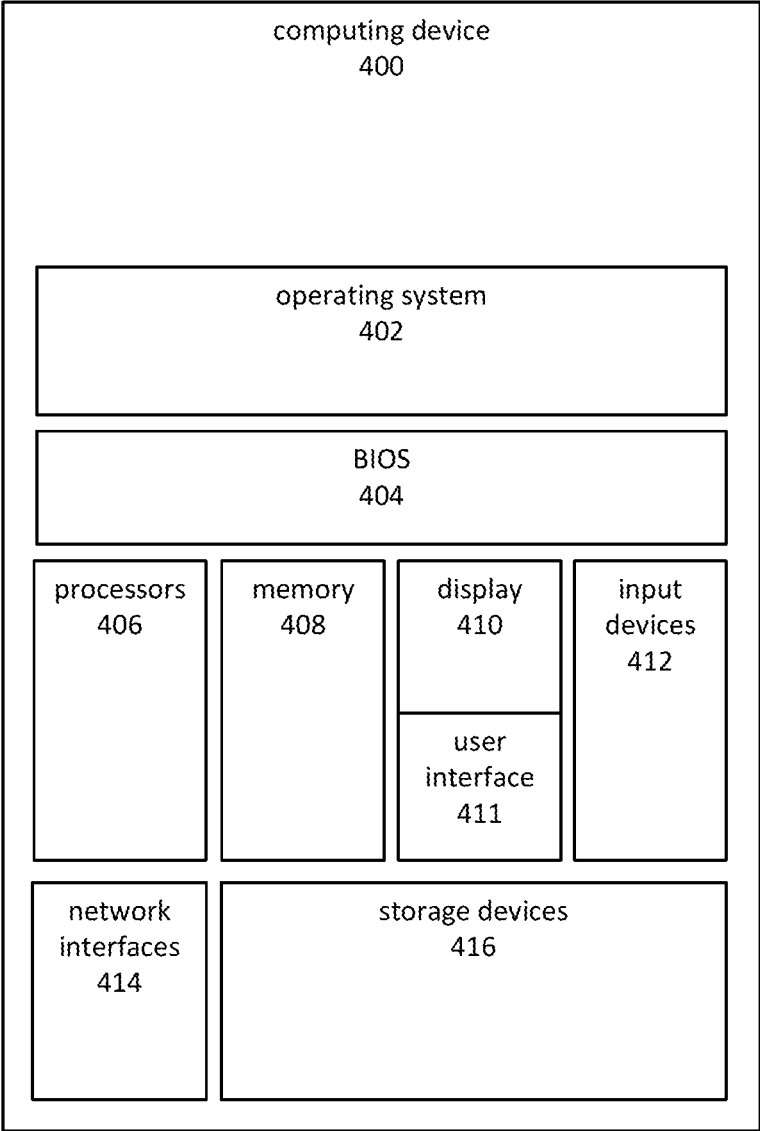 computing device
400
operating system
402
BIOS
404
processors
406
memory
408
display
410
user
interface
411
input
devices
412
network
interfaces
414
storage devices
416